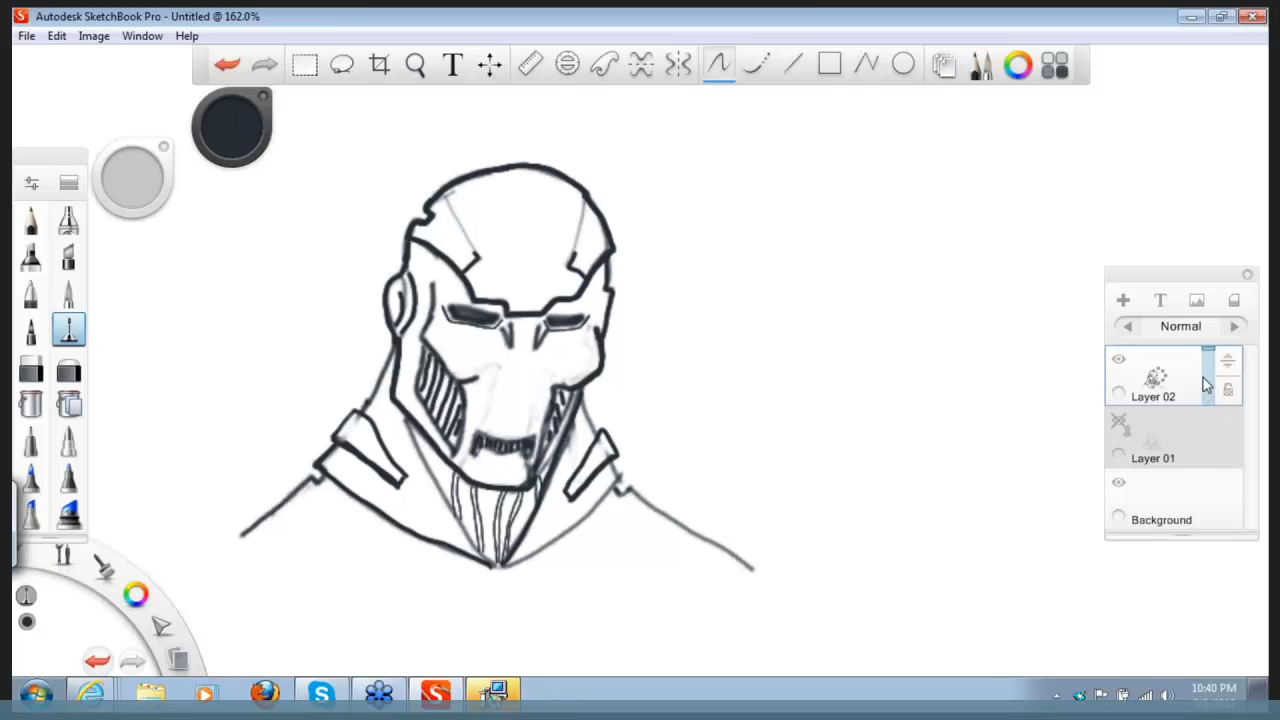 Autodesk SketchBook Pro - Untitled @ 162.0%
File Edit Image Window Help
T
T
Normal
Layer 02
Layer 01
Background
10:40 PM